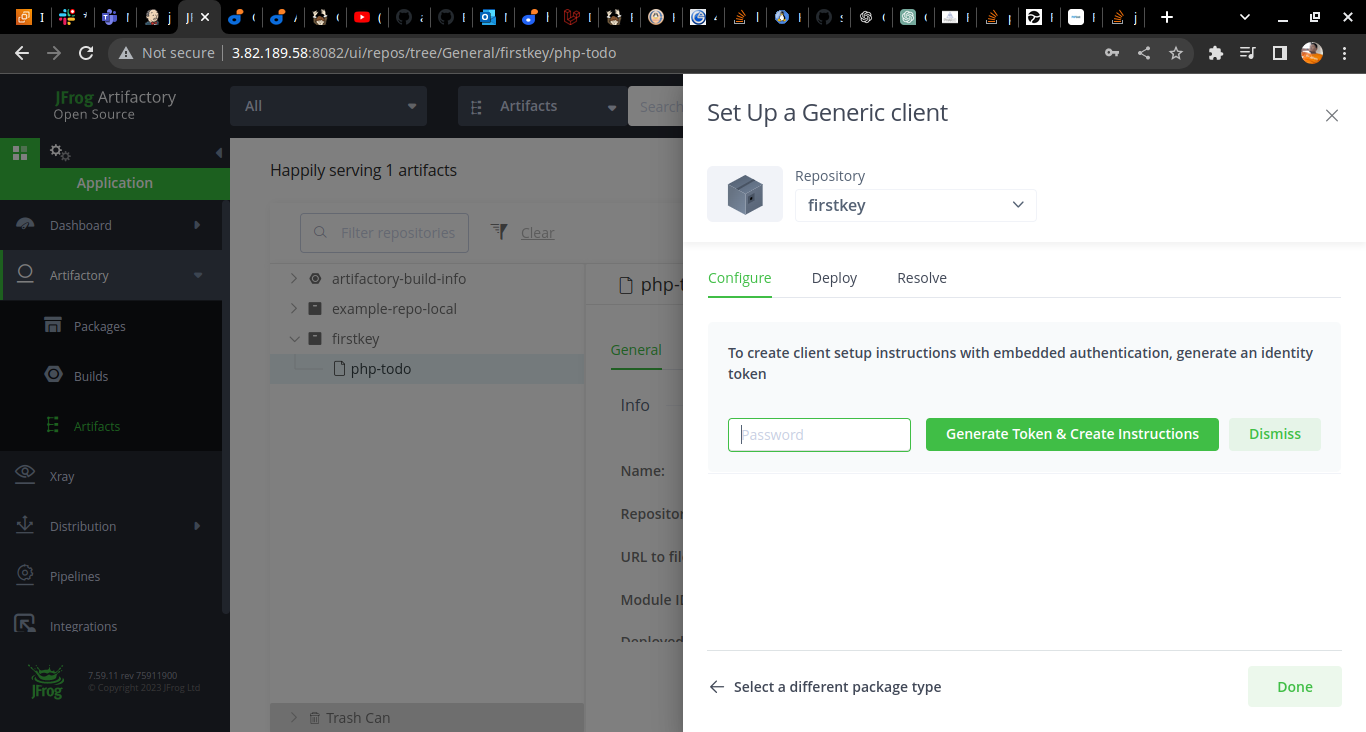 Not secure
3.82.189.58:8082/ui/repos/tree/General/firstkey/php-todo
JFrog Artifactory
Open Source
All
Artifacts
Search
Application
Dashboard
Artifactory
Packages
Builds
Artifacts
Xray
Distribution
Pipelines
Integrations
JFrog
7.59.11 rev 75911900
© Copyright 2023 JFrog Ltd
Happily serving 1 artifacts
Filter repositories
Clear
artifactory-build-info
example-repo-local
firstkey
php-todo
Trash Can
php-t
General
Info
Name:
Repositor
URL to fil
Module I
Deployed
Set Up a Generic client
Repository
firstkey
Configure
Deploy
Resolve
To create client setup instructions with embedded authentication, generate an identity
token
Password
Generate Token & Create Instructions
Dismiss
Select a different package type
Done